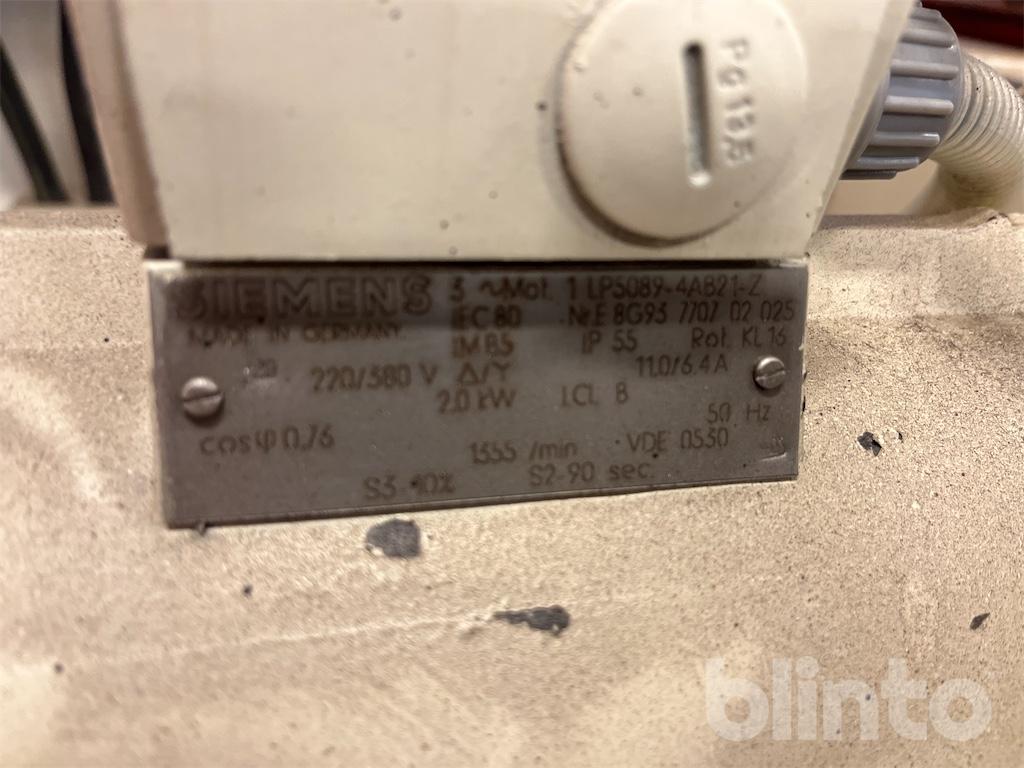 Pg 13,5
SIEMENS 3 ~ Mot. 1 LP5089-4AB21-Z
MADE IN GERMANY. IEC 80 Nr.E 8G93 7707 02 025
IM B5 IP 55 Rot. KL 16
220/380 V Δ/Y 11.0/6.4 A
2.0 kW I.CL B
50 Hz
cosφ 0,76 1355 /min VDE 0530
S3-40% S2-90 sec.
blinto